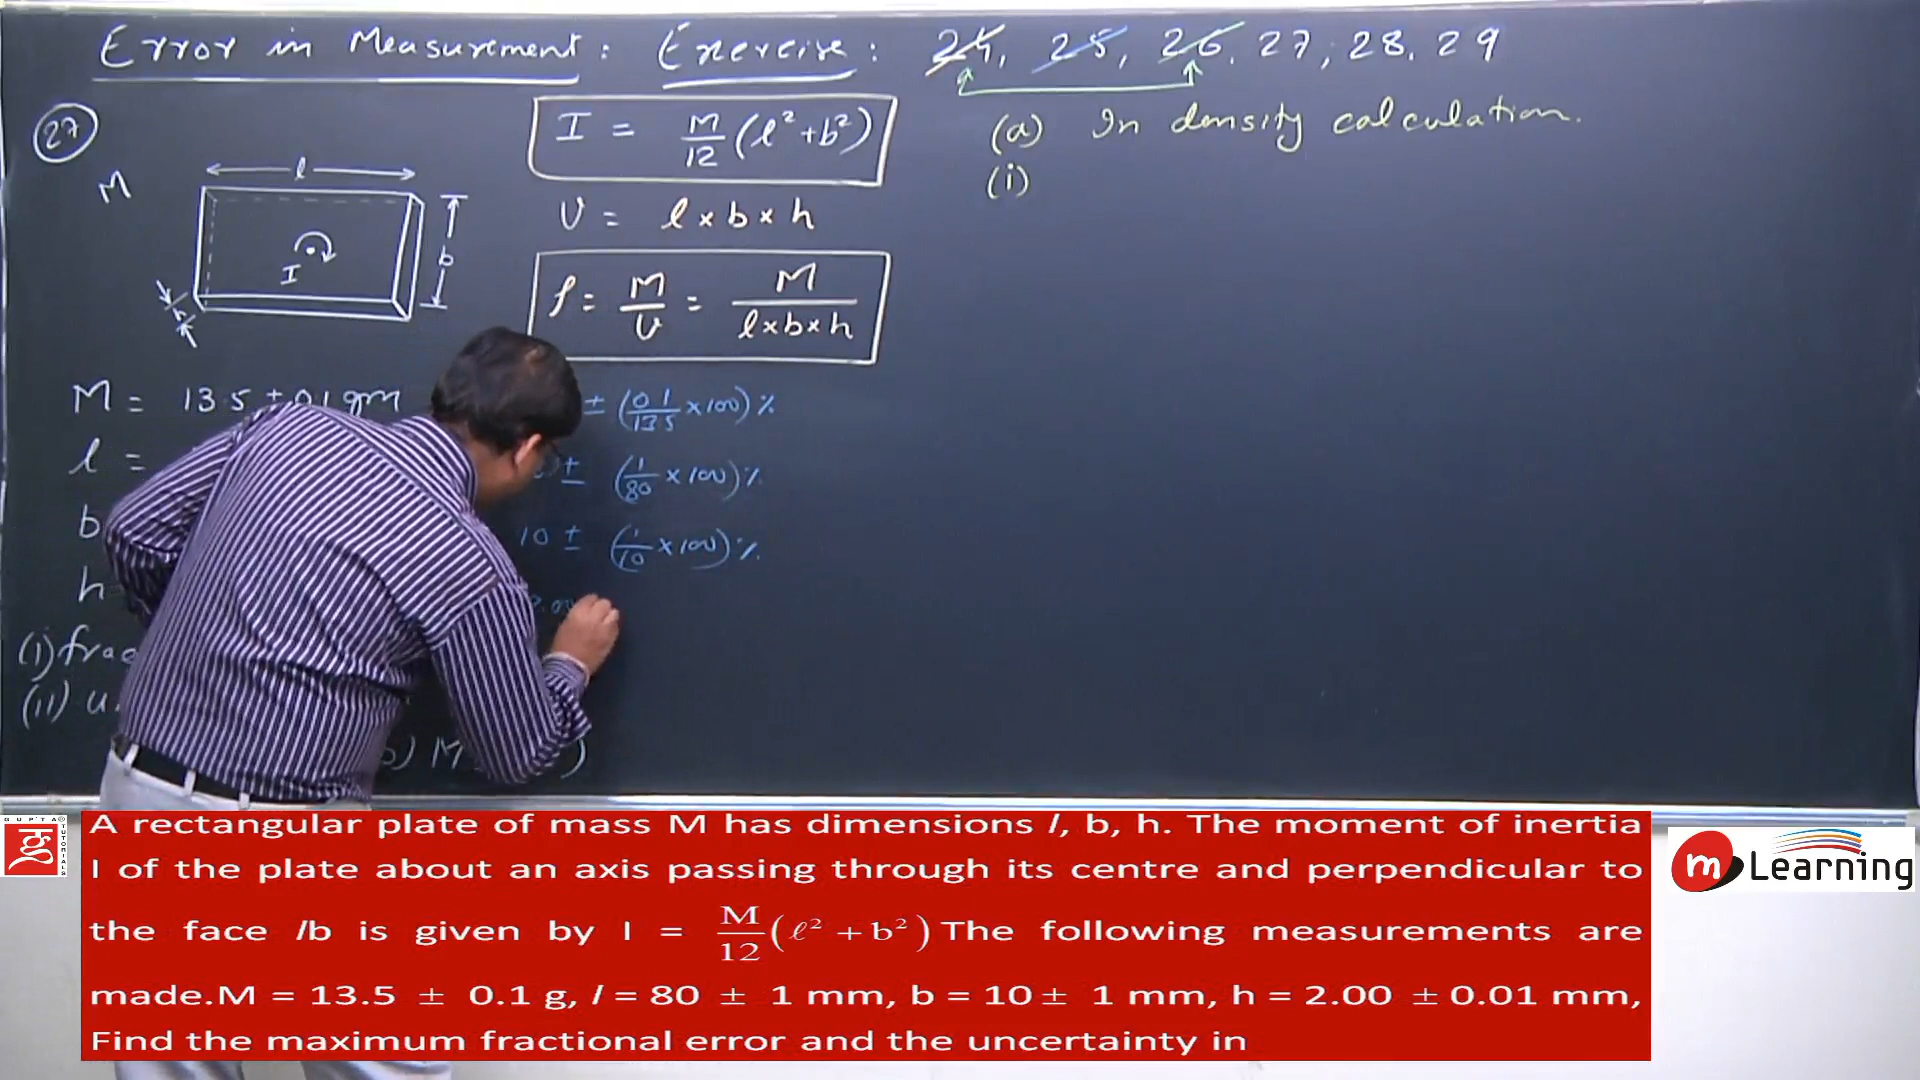 Error in Measurement : Exercise : 24, 25, 26, 27, 28, 29
(27)
M
l
b
h
I
I = M/12 (l² + b²)
V = l × b × h
ρ = M/V = M/(l × b × h)
(a) In density calculation.
(i)
M = 13.5 ± 0.1 gm ± (0.1/13.5 × 100) %
l = ± (1/80 × 100) %
b 10 ± (1/10 × 100) %
h
(i) frac
(ii) u
b) M )
A rectangular plate of mass M has dimensions l, b, h. The moment of inertia
I of the plate about an axis passing through its centre and perpendicular to
the face lb is given by I = M/12 (ℓ² + b²) The following measurements are
made.M = 13.5 ± 0.1 g, l = 80 ± 1 mm, b = 10± 1 mm, h = 2.00 ±0.01 mm,
Find the maximum fractional error and the uncertainty in
GUPTA
TUTORIALS
m Learning